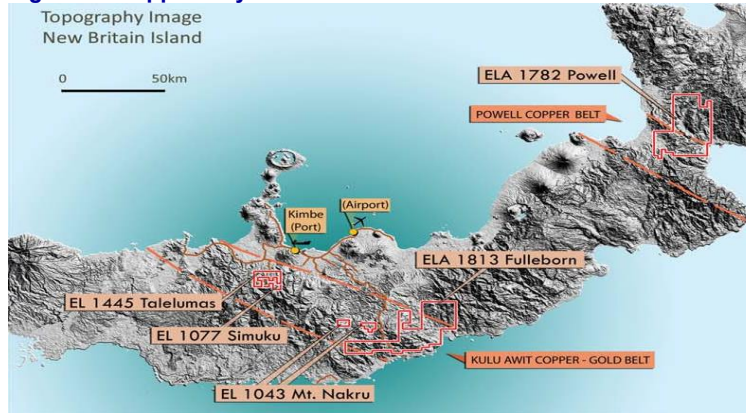 Topography Image
New Britain Island
0 50km
ELA 1782 Powell
POWELL COPPER BELT
(Airport)
Kimbe
(Port)
ELA 1813 Fulleborn
EL 1445 Talelumas
EL 1077 Simuku
KULU AWIT COPPER - GOLD BELT
EL 1043 Mt. Nakru